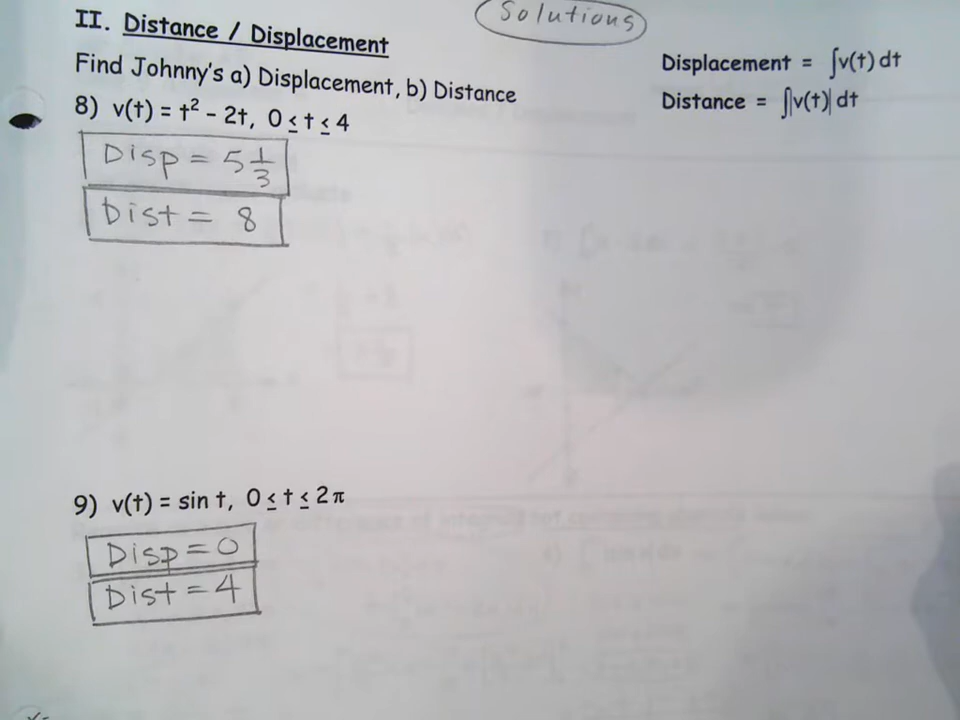 Solutions
II. Distance / Displacement
Displacement = ∫v(t) dt
Find Johnny's a) Displacement, b) Distance
Distance = ∫|v(t)| dt
8) v(t) = t² - 2t, 0 ≤ t ≤ 4
Disp = 5 1/3
Dist = 8
9) v(t) = sin t, 0 ≤ t ≤ 2π
Disp = 0
Dist = 4